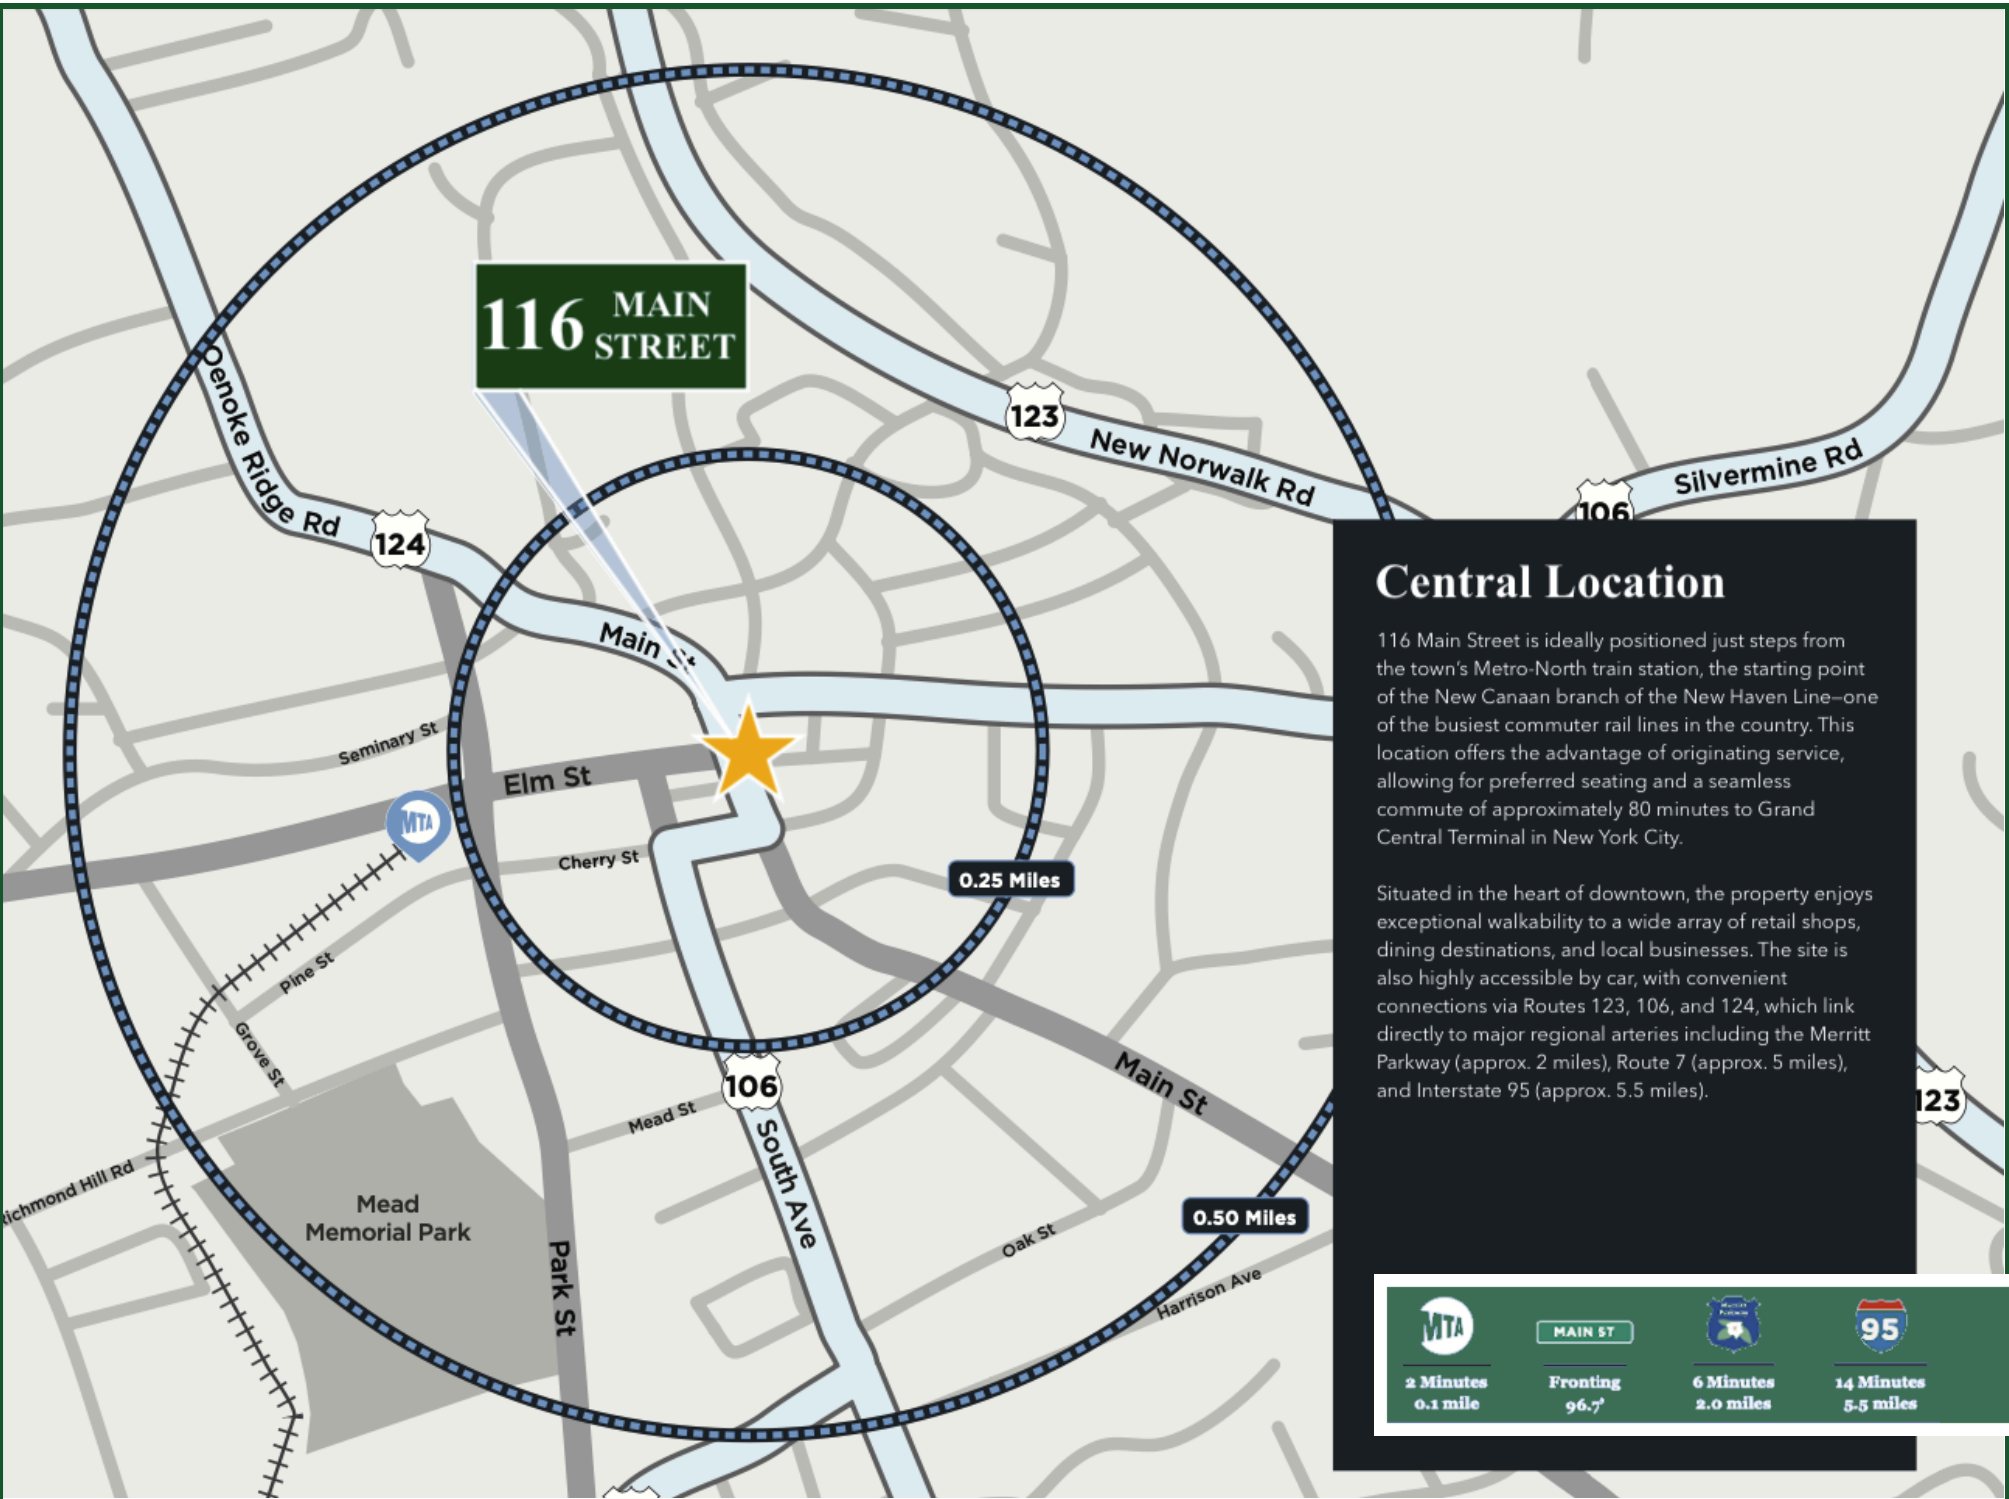 116 MAIN
STREET
Oenoke Ridge Rd
124
123
New Norwalk Rd
106
Silvermine Rd
Main St
Seminary St
Elm St
MTA
Cherry St
0.25 Miles
Pine St
Grove St
106
Mead St
Main St
123
South Ave
Richmond Hill Rd
Mead
Memorial Park
0.50 Miles
Park St
Oak St
Harrison Ave
Central Location
116 Main Street is ideally positioned just steps from
the town's Metro-North train station, the starting point
of the New Canaan branch of the New Haven Line—one
of the busiest commuter rail lines in the country. This
location offers the advantage of originating service,
allowing for preferred seating and a seamless
commute of approximately 80 minutes to Grand
Central Terminal in New York City.
Situated in the heart of downtown, the property enjoys
exceptional walkability to a wide array of retail shops,
dining destinations, and local businesses. The site is
also highly accessible by car, with convenient
connections via Routes 123, 106, and 124, which link
directly to major regional arteries including the Merritt
Parkway (approx. 2 miles), Route 7 (approx. 5 miles),
and Interstate 95 (approx. 5.5 miles).
MTA
MAIN ST
Merritt
Parkway
95
2 Minutes
0.1 mile
Fronting
96.7'
6 Minutes
2.0 miles
14 Minutes
5.5 miles